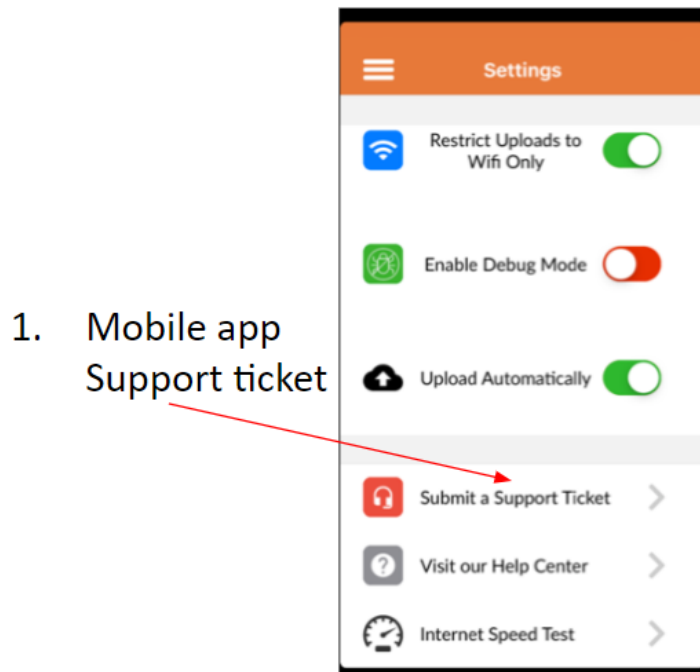 Settings
Restrict Uploads to
Wifi Only
Enable Debug Mode
1. Mobile app
Support ticket
Upload Automatically
Submit a Support Ticket
Visit our Help Center
Internet Speed Test